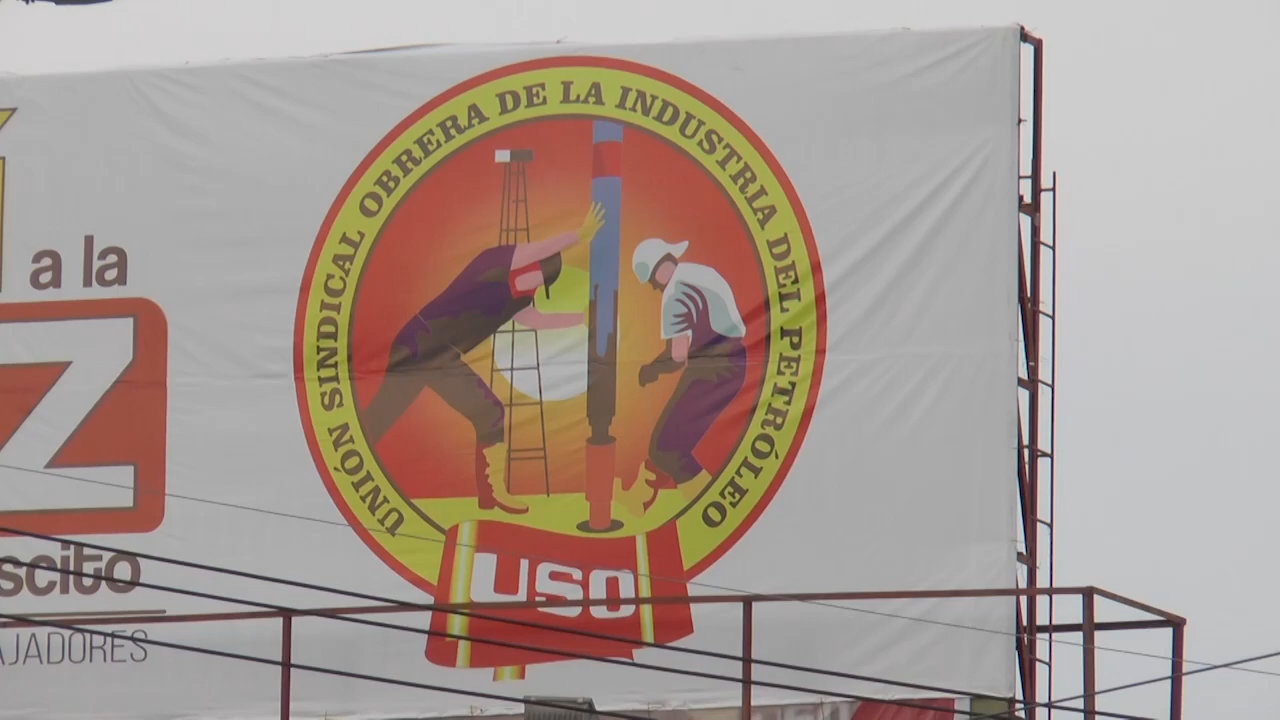 a la
Z
scito
AJADORES
UNIÓN SINDICAL OBRERA DE LA INDUSTRIA DEL PETRÓLEO
USO